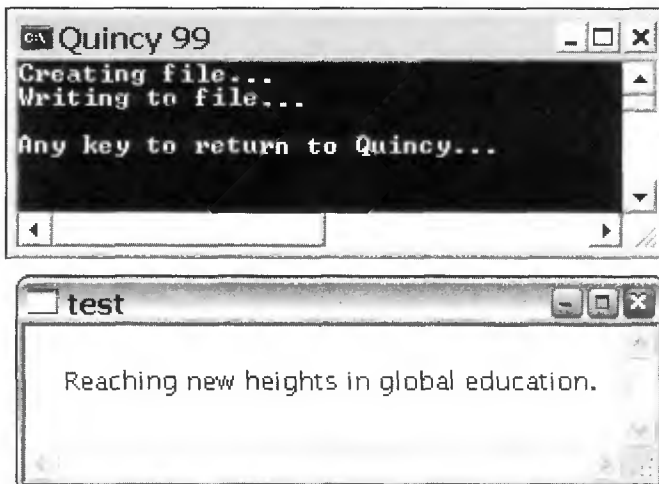 Quincy 99
Creating file...
Writing to file...
Any key to return to Quincy...
test
Reaching new heights in global education.